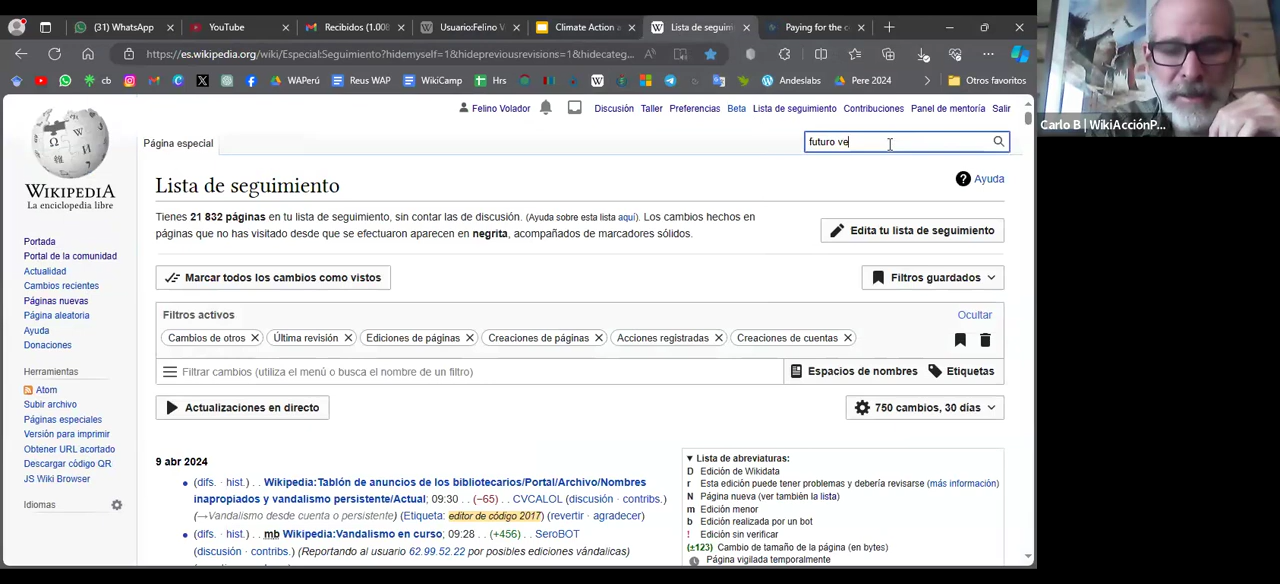 (31) WhatsApp
YouTube
Recibidos (1.008
Usuario:Felino V
Climate Action a
Lista de seguim
Paying for the c
https://es.wikipedia.org/wiki/Especial:Seguimiento?hidemyself=1&hidepreviousrevisions=1&hidecateg...
WAPerú
Reus WAP
WikiCamp
Hrs
cb
Andeslabs
Pere 2024
Otros favoritos
Carlo B | WikiAcciónP...
Felino Volador
Discusión Taller Preferencias Beta Lista de seguimiento Contribuciones Panel de mentoría Salir
Página especial
futuro ve
WIKIPEDIA
La enciclopedia libre
Portada
Portal de la comunidad
Actualidad
Cambios recientes
Páginas nuevas
Página aleatoria
Ayuda
Donaciones
Herramientas
Atom
Subir archivo
Páginas especiales
Versión para imprimir
Obtener URL acortado
Descargar código QR
JS Wiki Browser
Idiomas
Lista de seguimiento
Ayuda
Tienes 21 832 páginas en tu lista de seguimiento, sin contar las de discusión. (Ayuda sobre esta lista aquí). Los cambios hechos en
páginas que no has visitado desde que se efectuaron aparecen en negrita, acompañados de marcadores sólidos.
Edita tu lista de seguimiento
Marcar todos los cambios como vistos
Filtros guardados
Filtros activos
Ocultar
Cambios de otros
Última revisión
Ediciones de páginas
Creaciones de páginas
Acciones registradas
Creaciones de cuentas
Filtrar cambios (utiliza el menú o busca el nombre de un filtro)
Espacios de nombres
Etiquetas
Actualizaciones en directo
750 cambios, 30 días
9 abr 2024
(difs. · hist.) . . Wikipedia:Tablón de anuncios de los bibliotecarios/Portal/Archivo/Nombres
inapropiados y vandalismo persistente/Actual; 09:30 . . (−65) . . CVCALOL (discusión · contribs.)
(→Vandalismo desde cuenta o persistente) (Etiqueta: editor de código 2017) (revertir · agradecer)
(difs. · hist.) . . mb Wikipedia:Vandalismo en curso; 09:28 . . (+456) . . SeroBOT
(discusión · contribs.) (Reportando al usuario 62.99.52.22 por posibles ediciones vándalicas)
Lista de abreviaturas:
D Edición de Wikidata
r Esta edición puede tener problemas y debería revisarse (más información)
N Página nueva (ver también la lista)
m Edición menor
b Edición realizada por un bot
! Edición sin verificar
(±123) Cambio de tamaño de la página (en bytes)
Página vigilada temporalmente